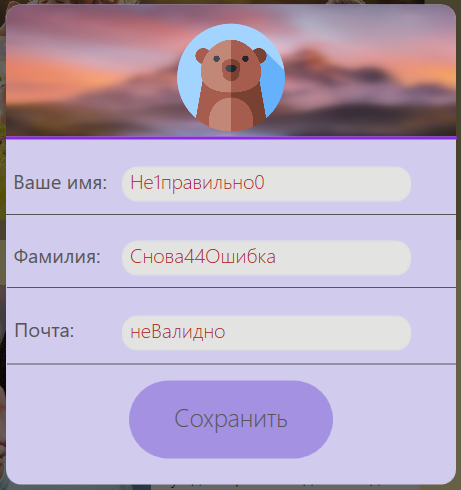 Ваше имя: Не1правильно0
Фамилия: Снова44Ошибка
Почта: неВалидно
Сохранить